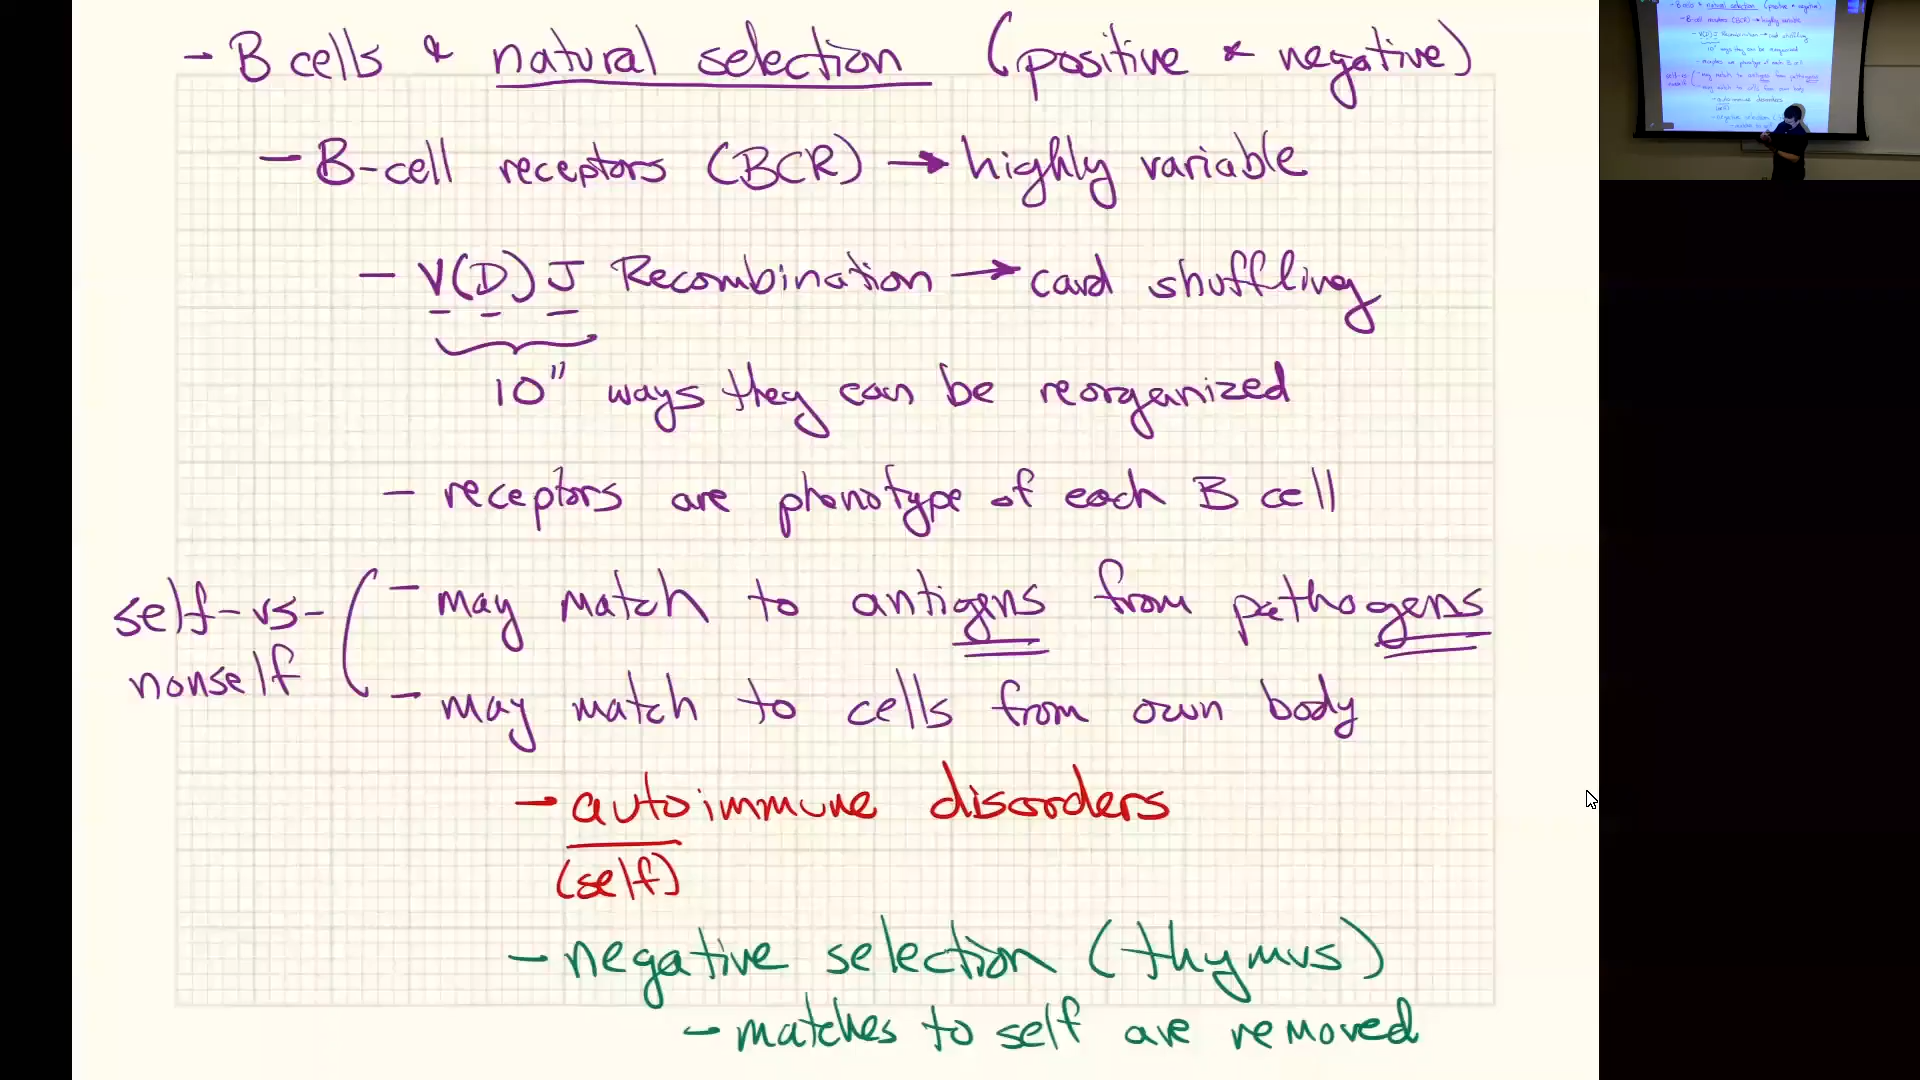 - B cells & natural selection (positive & negative)
- B-cell receptors (BCR) → highly variable
- V(D)J Recombination → card shuffling
10¹¹ ways they can be reorganized
- receptors are phenotype of each B cell
self-vs-nonself
- may match to antigens from pathogens
- may match to cells from own body
- autoimmune disorders
(self)
- negative selection (thymus)
- matches to self are removed